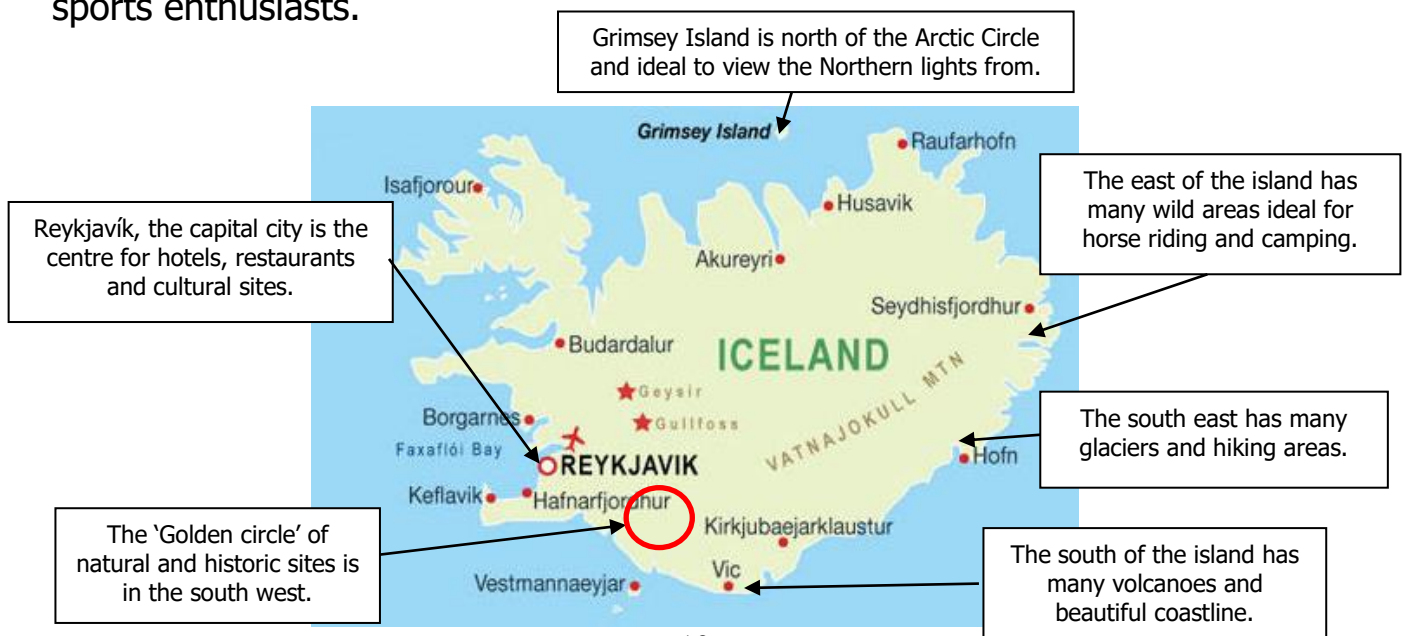 sports enthusiasts.
Grimsey Island is north of the Arctic Circle
and ideal to view the Northern lights from.
Grimsey Island
Raufarhofn
Isafjorour
Husavik
The east of the island has
many wild areas ideal for
horse riding and camping.
Reykjavík, the capital city is the
centre for hotels, restaurants
and cultural sites.
Akureyri
Seydhisfjordhur
Budardalur
ICELAND
Geysir
Gullfoss
VATNAJOKULL MTN
Borgarnes
Faxaflói Bay
REYKJAVIK
The south east has many
glaciers and hiking areas.
Hofn
Keflavik
Hafnarfjordhur
Kirkjubaejarklaustur
The ‘Golden circle’ of
natural and historic sites is
in the south west.
Vestmannaeyjar
Vic
The south of the island has
many volcanoes and
beautiful coastline.